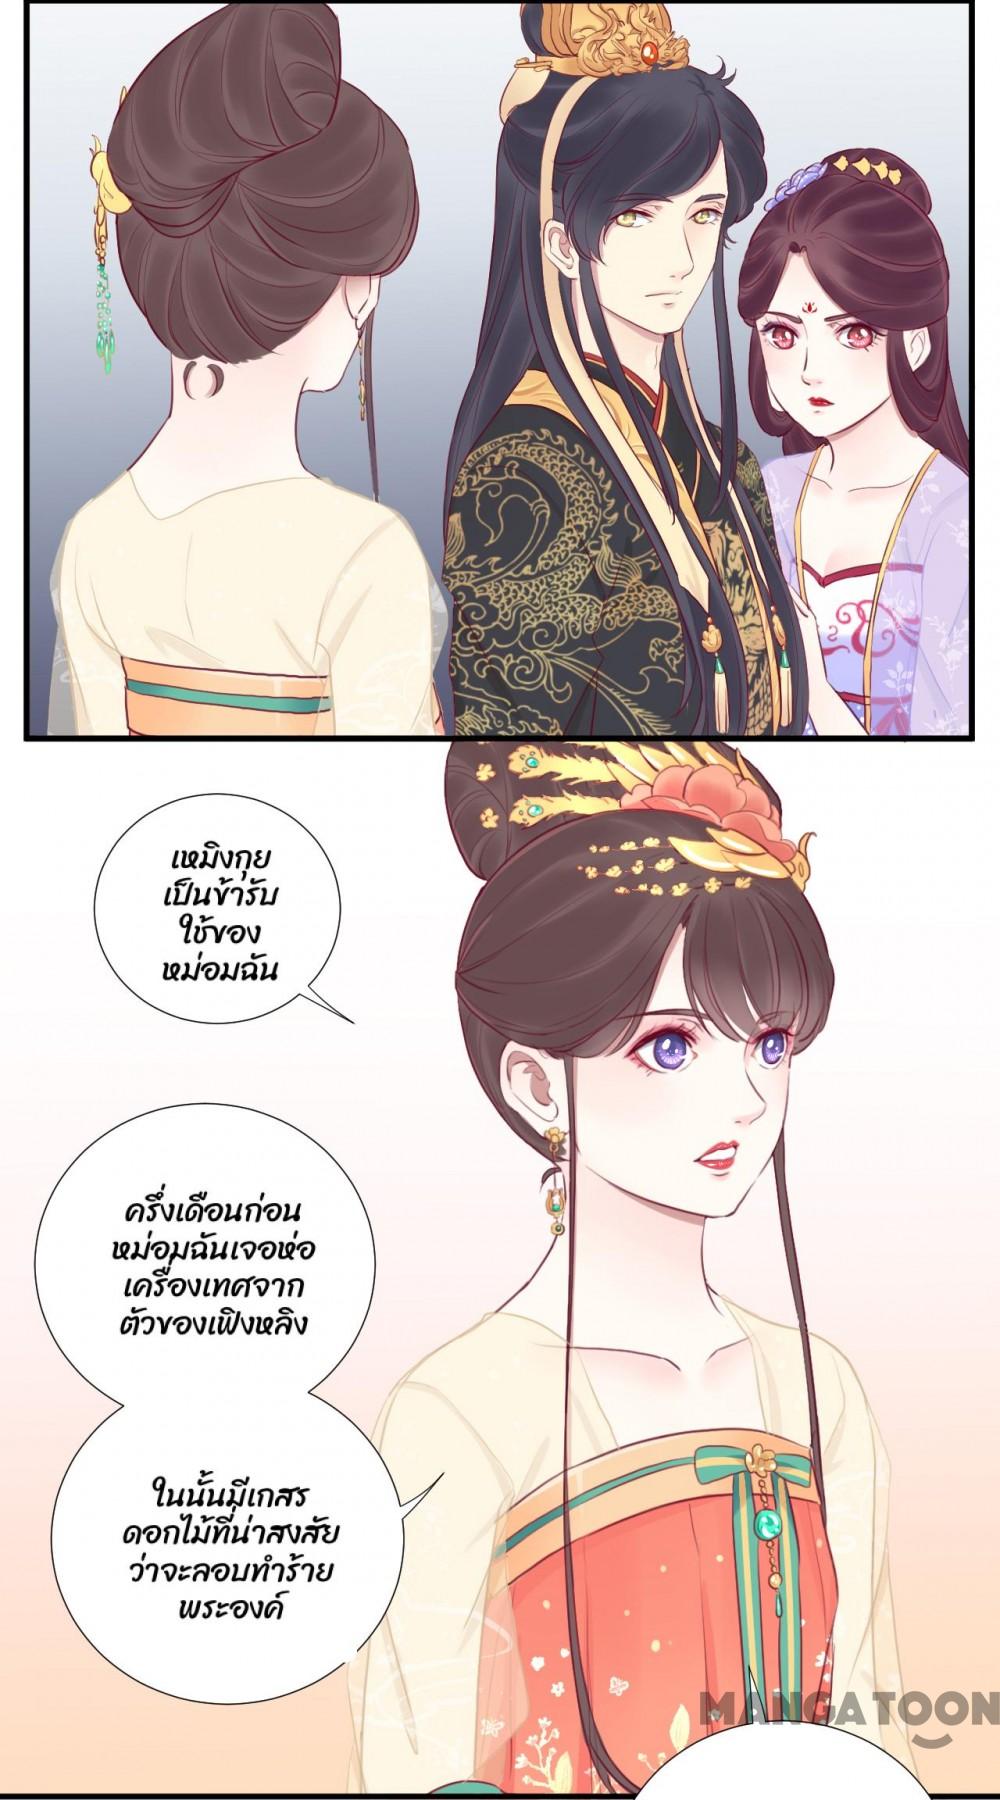 เหมิงกุย
เป็นข้ารับ
ใช้ของ
หม่อมฉัน
ครึ่งเดือนก่อน
หม่อมฉันเจอห่อ
เครื่องเทศจาก
ตัวของเฟิงหลิง
ในนั้นมีเกสร
ดอกไม้ที่น่าสงสัย
ว่าจะลอบทำร้าย
พระองค์
MANGATOON